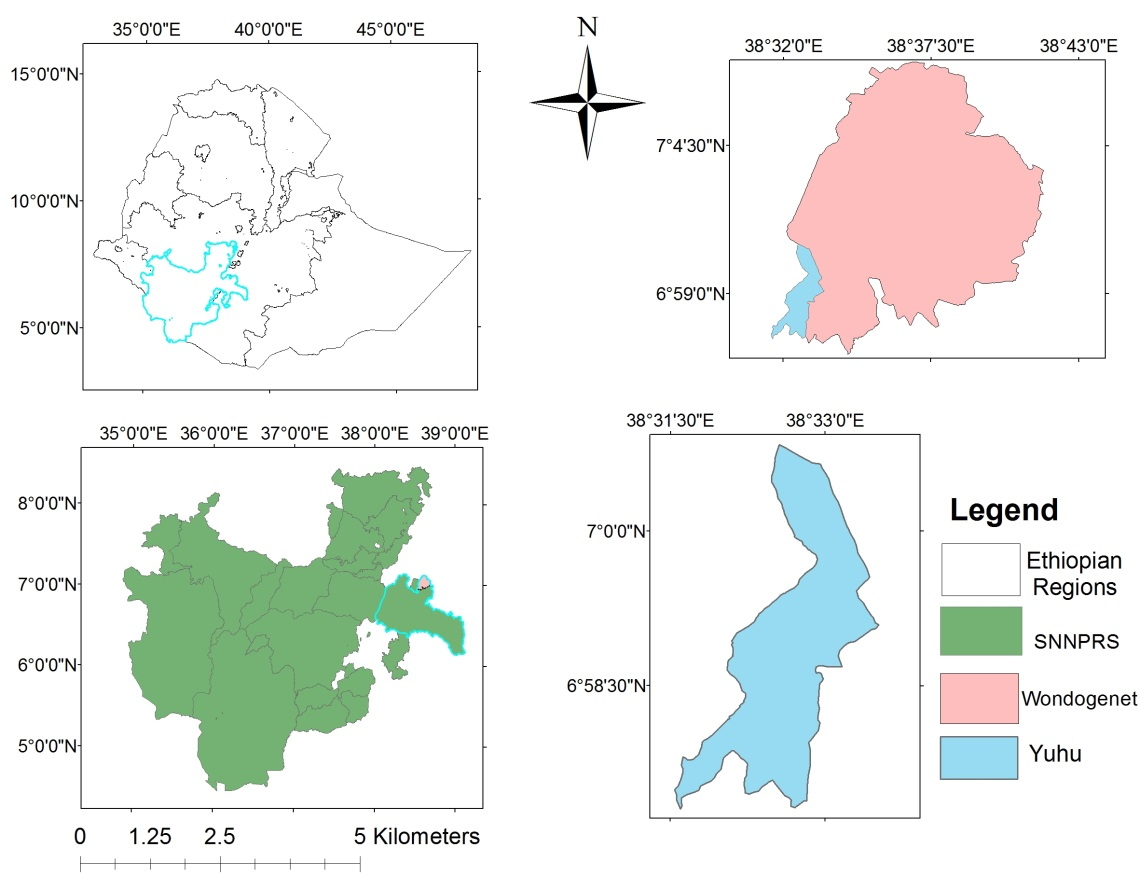 35°0'0"E 40°0'0"E 45°0'0"E
15°0'0"N
10°0'0"N
5°0'0"N
N
38°32'0"E 38°37'30"E 38°43'0"E
7°4'30"N
6°59'0"N
35°0'0"E 36°0'0"E 37°0'0"E 38°0'0"E 39°0'0"E
8°0'0"N
7°0'0"N
6°0'0"N
5°0'0"N
0 1.25 2.5 5 Kilometers
38°31'30"E 38°33'0"E
7°0'0"N
6°58'30"N
Legend
Ethiopian
Regions
SNNPRS
Wondogenet
Yuhu